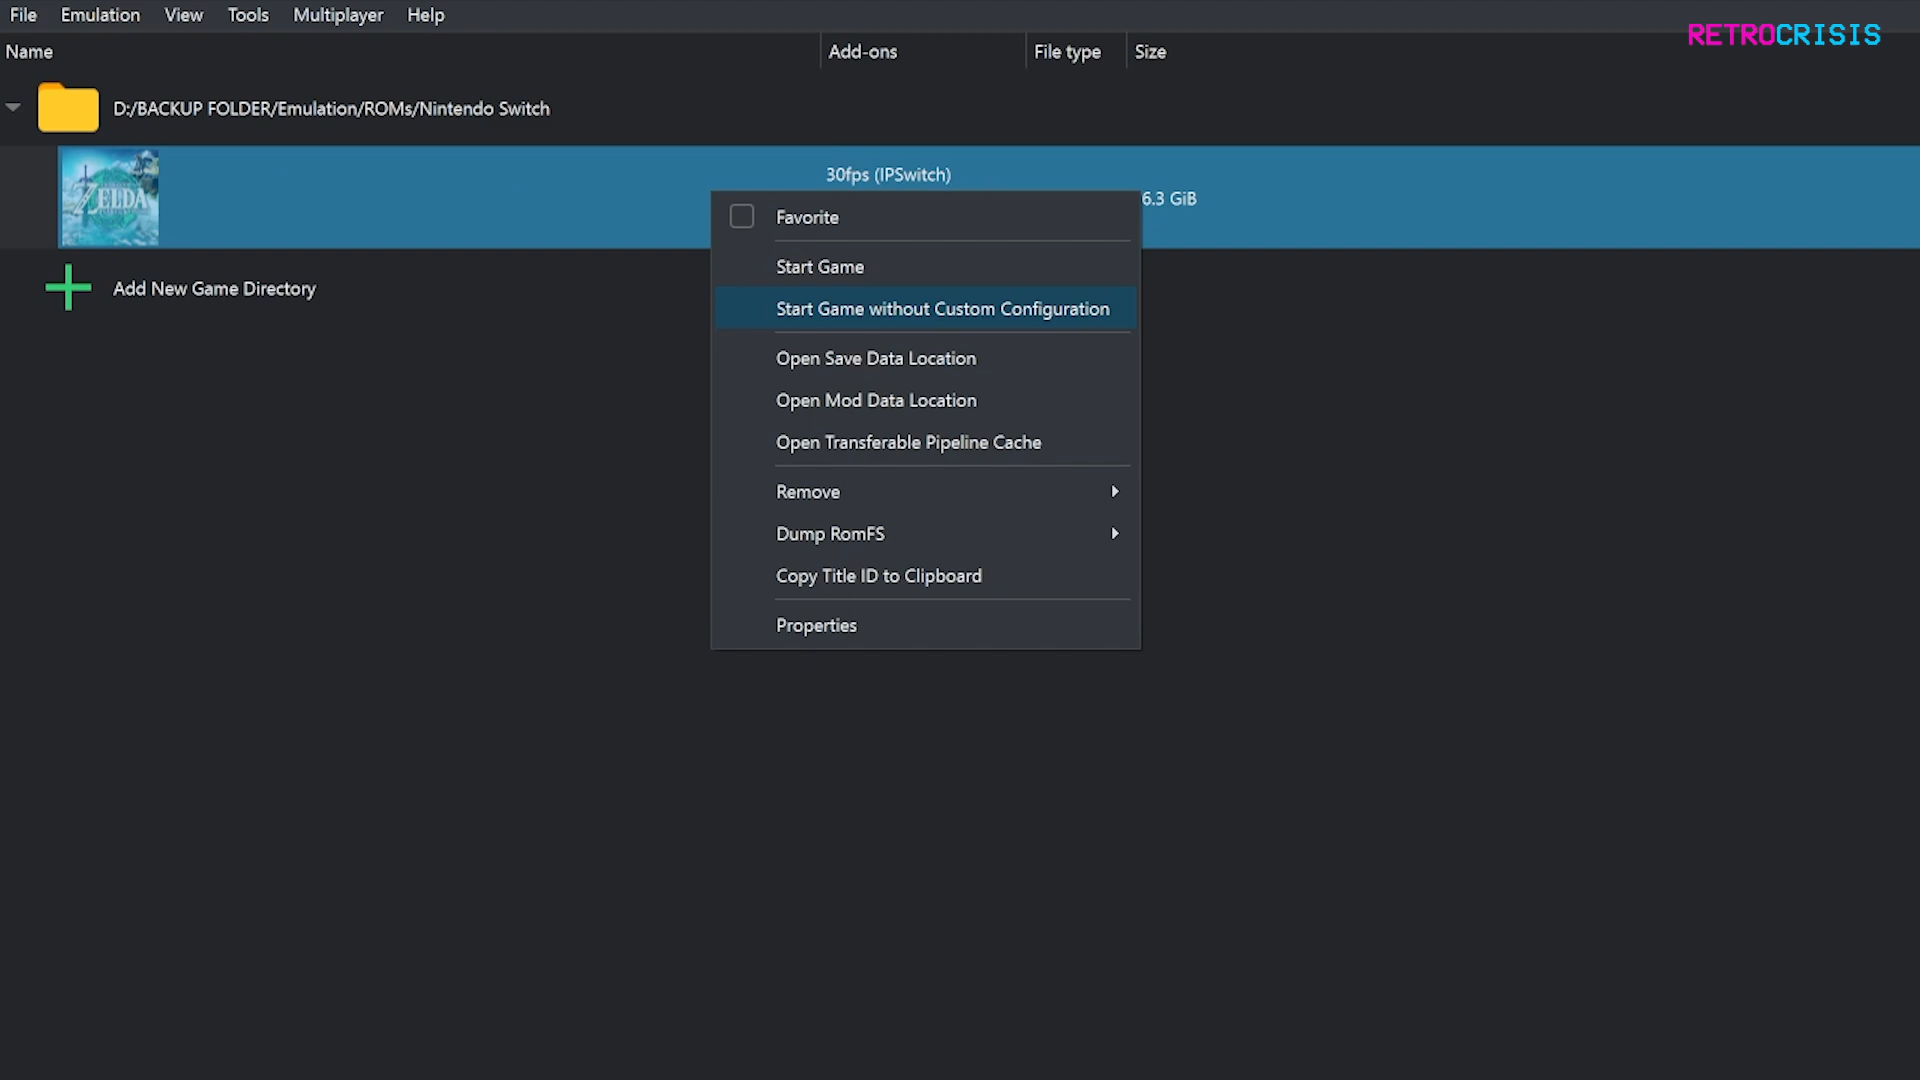 File Emulation View Tools Multiplayer Help
RETROCRISIS
Name Add-ons File type Size
D:/BACKUP FOLDER/Emulation/ROMs/Nintendo Switch
30fps (IPSwitch)
ZELDA
6.3 GiB
Favorite
Start Game
Add New Game Directory
Start Game without Custom Configuration
Open Save Data Location
Open Mod Data Location
Open Transferable Pipeline Cache
Remove
Dump RomFS
Copy Title ID to Clipboard
Properties